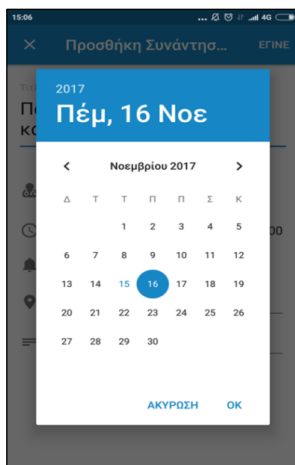 15:06 ... 4G
Προσθήκη Συνάντησ... ΕΓΙΝΕ
2017
Πέμ, 16 Νοε
Νοεμβρίου 2017
Δ Τ Τ Π Π Σ Κ
1 2 3 4 5
6 7 8 9 10 11 12
13 14 15 16 17 18 19
20 21 22 23 24 25 26
27 28 29 30
ΑΚΥΡΩΣΗ OK